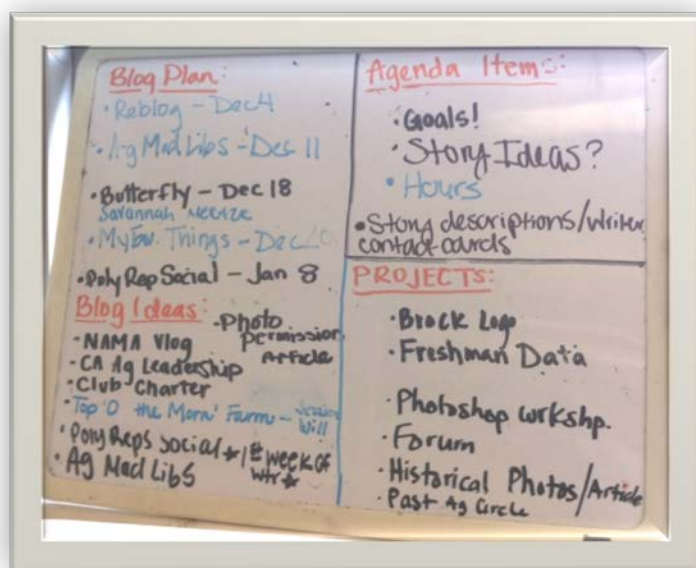 Blog Plan:
• Reblog - Dec 4
• Ag Mad Libs - Dec 11
• Butterfly - Dec 18
Savannah
• My fav. Things - Dec
• Poly Rep Social - Jan 8
Blog Ideas:
- Photo permission Article
- NAMA Vlog
- CA Ag Leadership
- Club Charter
- Top 'O the Morn' Farm - Will
• Poly Reps Social * 1st week of wtr *
• Ag Mad Libs
Agenda Items:
• Goals!
• Story Ideas?
• Hours
• Story descriptions/writer
contact cards
PROJECTS:
• Brock Logo
• Freshman Data
• Photoshop wrkshp.
• Forum
• Historical Photos/Article
• Past Ag Circle